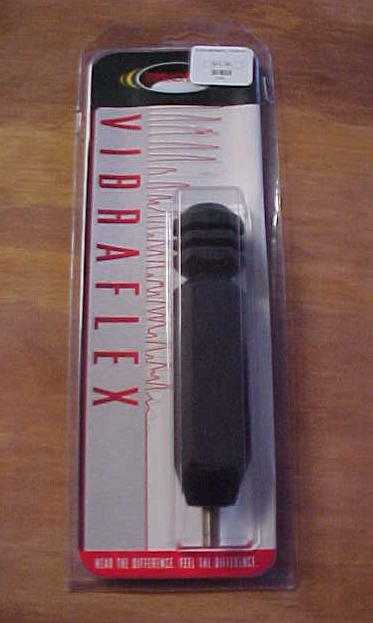 VIBRAFLEX
HEAR THE DIFFERENCE. FEEL THE DIFFERENCE.